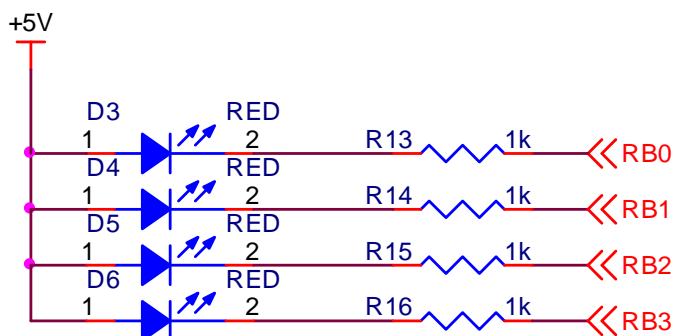 +5V
D3 RED
1 2 R13 1k RB0
D4 RED
1 2 R14 1k RB1
D5 RED
1 2 R15 1k RB2
D6 RED
1 2 R16 1k RB3